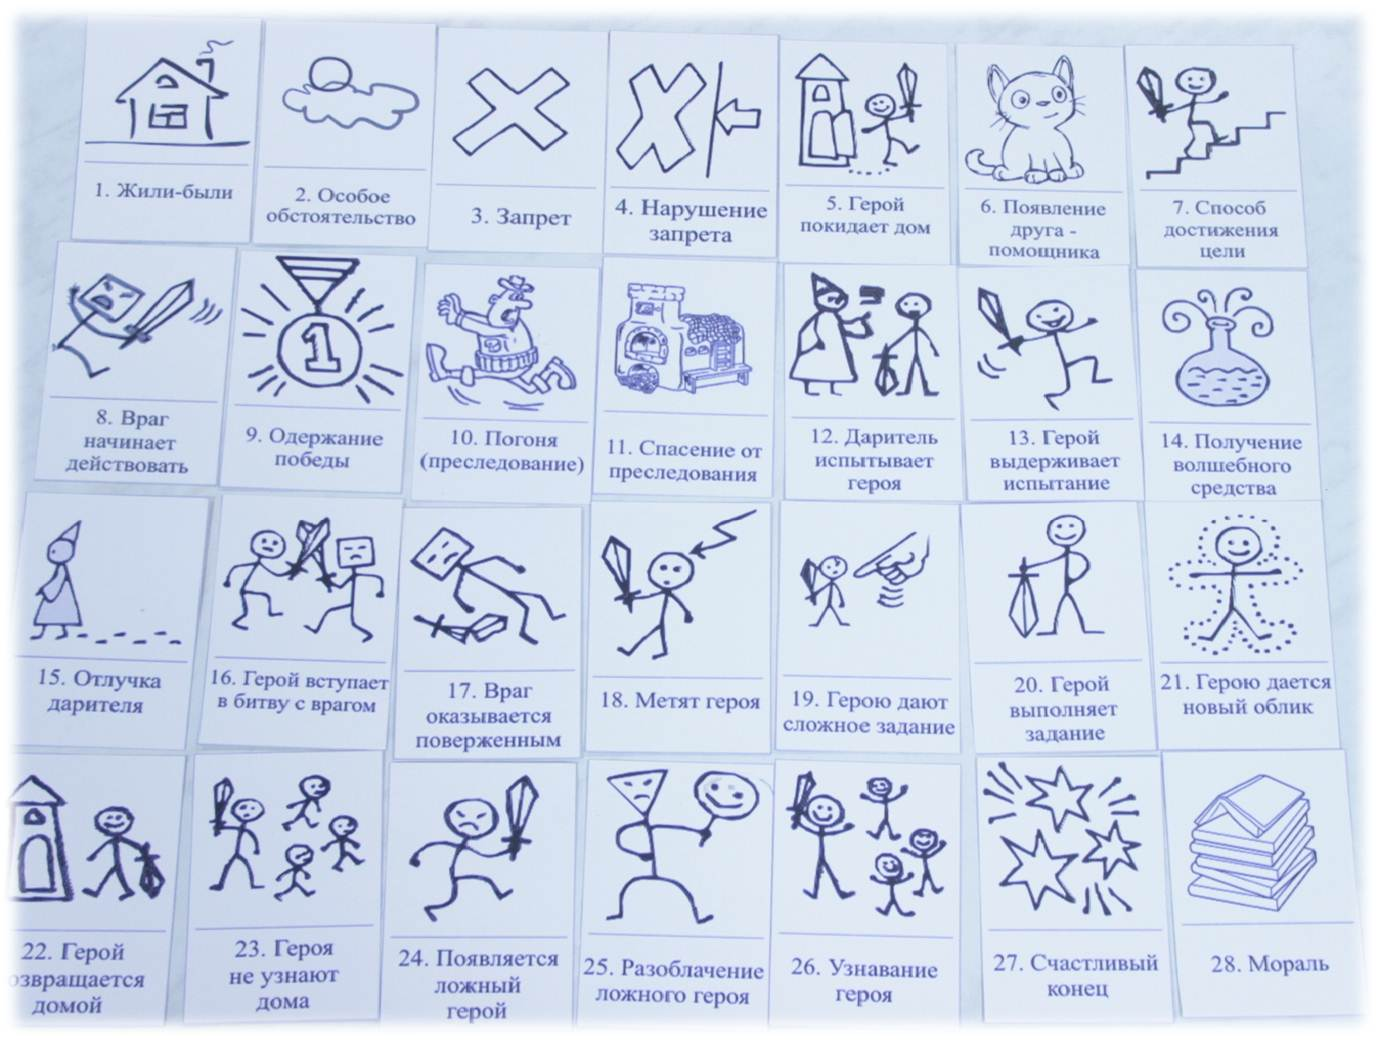 1. Жили-были
2. Особое
обстоятельство
3. Запрет
4. Нарушение
запрета
5. Герой
покидает дом
6. Появление
друга -
помощника
7. Способ
достижения
цели
8. Враг
начинает
действовать
1
9. Одержание
победы
10. Погоня
(преследование)
11. Спасение от
преследования
12. Даритель
испытывает
героя
13. Герой
выдерживает
испытание
14. Получение
волшебного
средства
15. Отлучка
дарителя
16. Герой вступает
в битву с врагом
17. Враг
оказывается
поверженным
18. Метят героя
19. Герою дают
сложное задание
20. Герой
выполняет
задание
21. Герою дается
новый облик
22. Герой
озвращается
домой
23. Героя
не узнают
дома
24. Появляется
ложный
герой
25. Разоблачение
ложного героя
26. Узнавание
героя
27. Счастливый
конец
28. Мораль